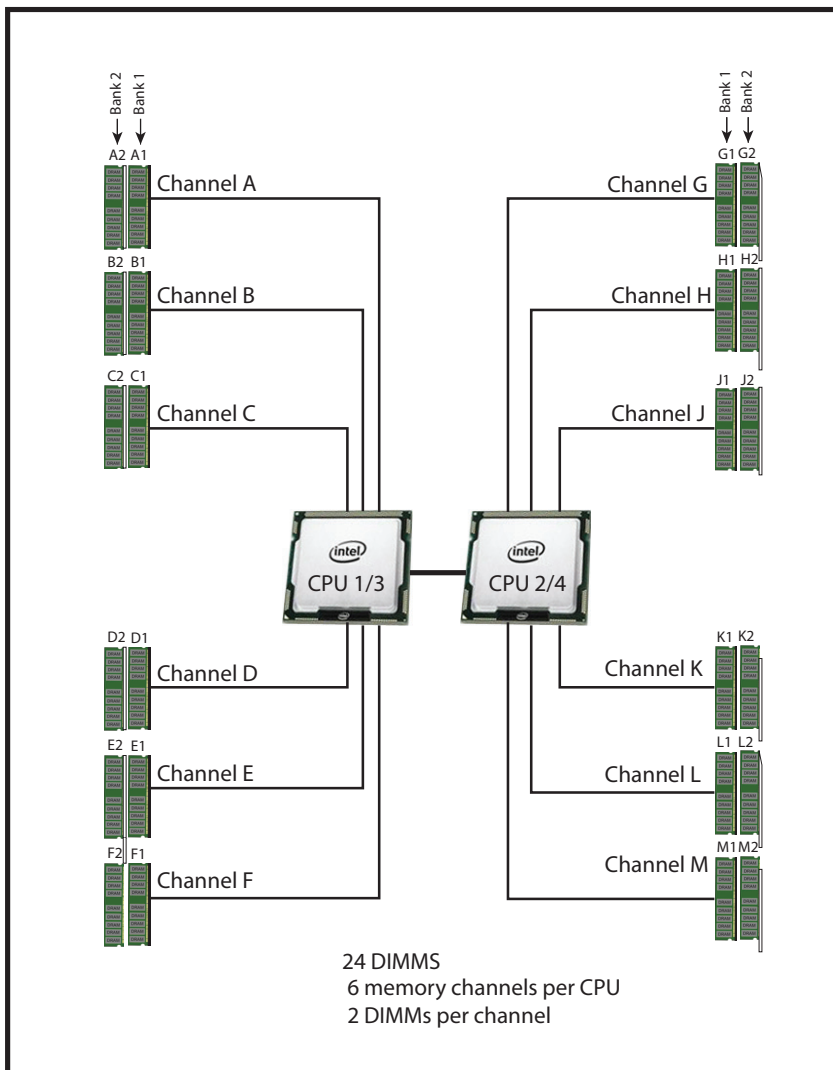 Bank 2
Bank 1
Bank 1
Bank 2
A2 A1
Channel A
Channel G
G1 G2
B2 B1
Channel B
Channel H
H1 H2
C2 C1
Channel C
Channel J
J1 J2
intel
CPU 1/3
intel
CPU 2/4
D2 D1
Channel D
Channel K
K1 K2
E2 E1
Channel E
Channel L
L1 L2
F2 F1
Channel F
Channel M
M1 M2
24 DIMMS
6 memory channels per CPU
2 DIMMs per channel